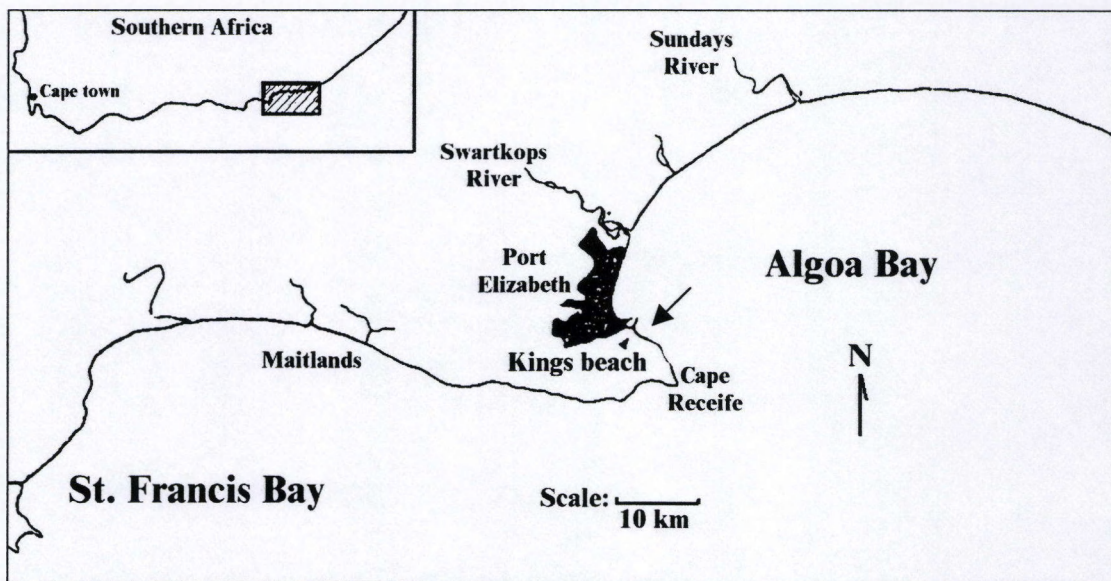 Southern Africa
Cape town
Sundays
River
Swartkops
River
Port
Elizabeth
Algoa Bay
Maitlands
Kings beach
Cape
Receife
N
St. Francis Bay
Scale:
10 km